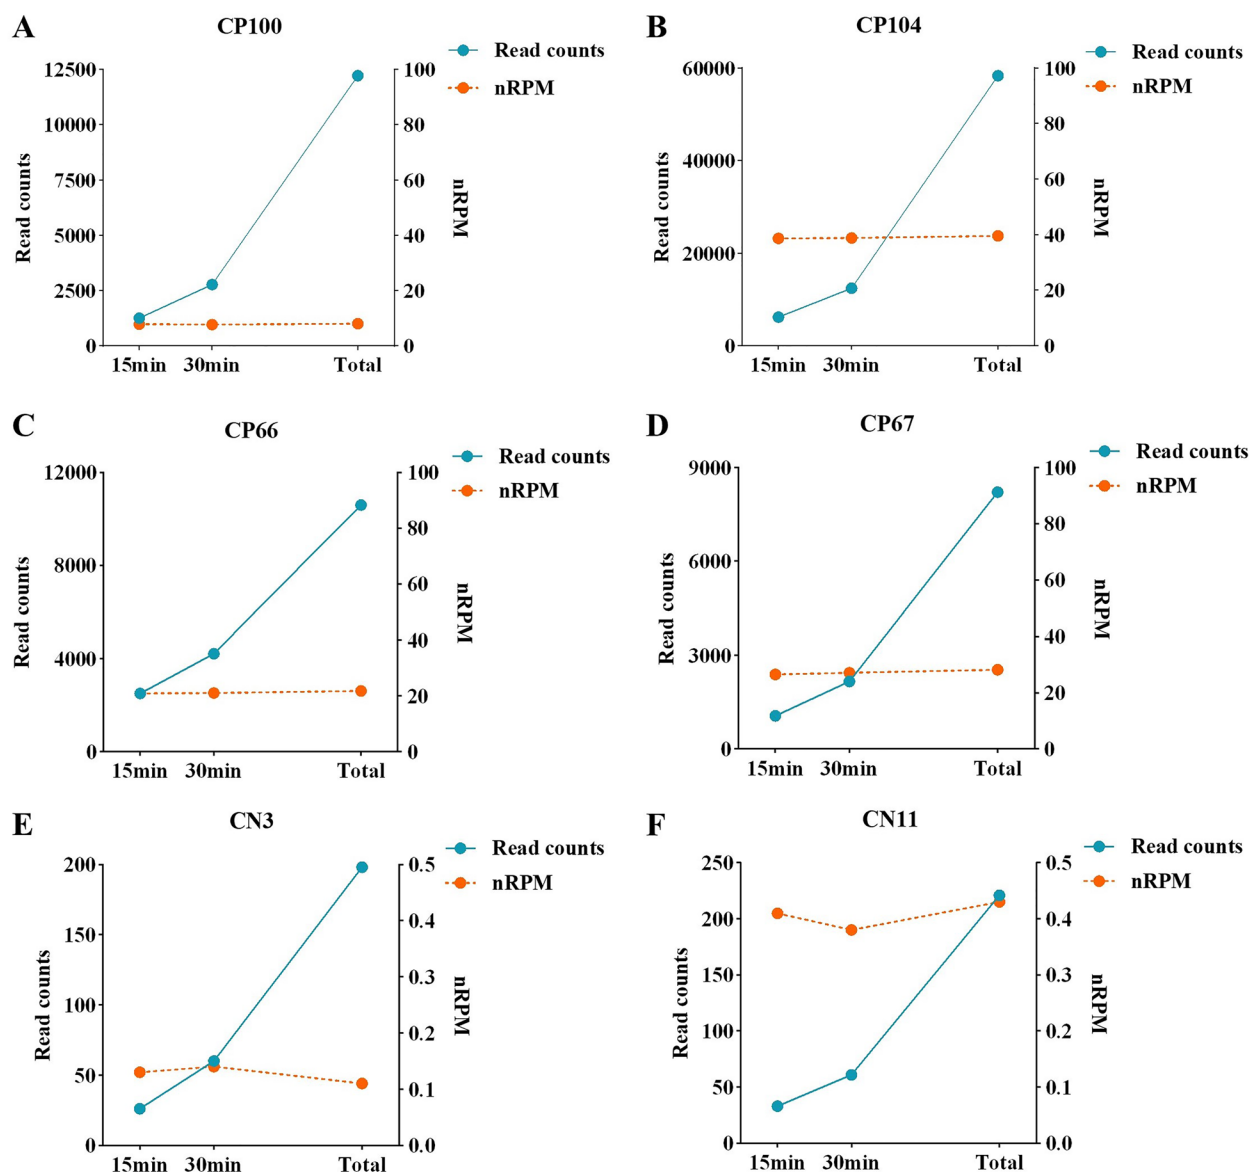 A
CP100
Read counts
nRPM
12500
10000
7500
5000
2500
0
100
80
60
40
20
0
Read counts
nRPM
15min 30min Total
B
CP104
Read counts
nRPM
60000
40000
20000
0
100
80
60
40
20
0
Read counts
nRPM
15min 30min Total
C
CP66
Read counts
nRPM
12000
8000
4000
0
100
80
60
40
20
0
Read counts
nRPM
15min 30min Total
D
CP67
Read counts
nRPM
9000
6000
3000
0
100
80
60
40
20
0
Read counts
nRPM
15min 30min Total
E
CN3
Read counts
nRPM
200
150
100
50
0
0.5
0.4
0.3
0.2
0.1
0.0
Read counts
nRPM
15min 30min Total
F
CN11
Read counts
nRPM
250
200
150
100
50
0
0.5
0.4
0.3
0.2
0.1
0.0
Read counts
nRPM
15min 30min Total